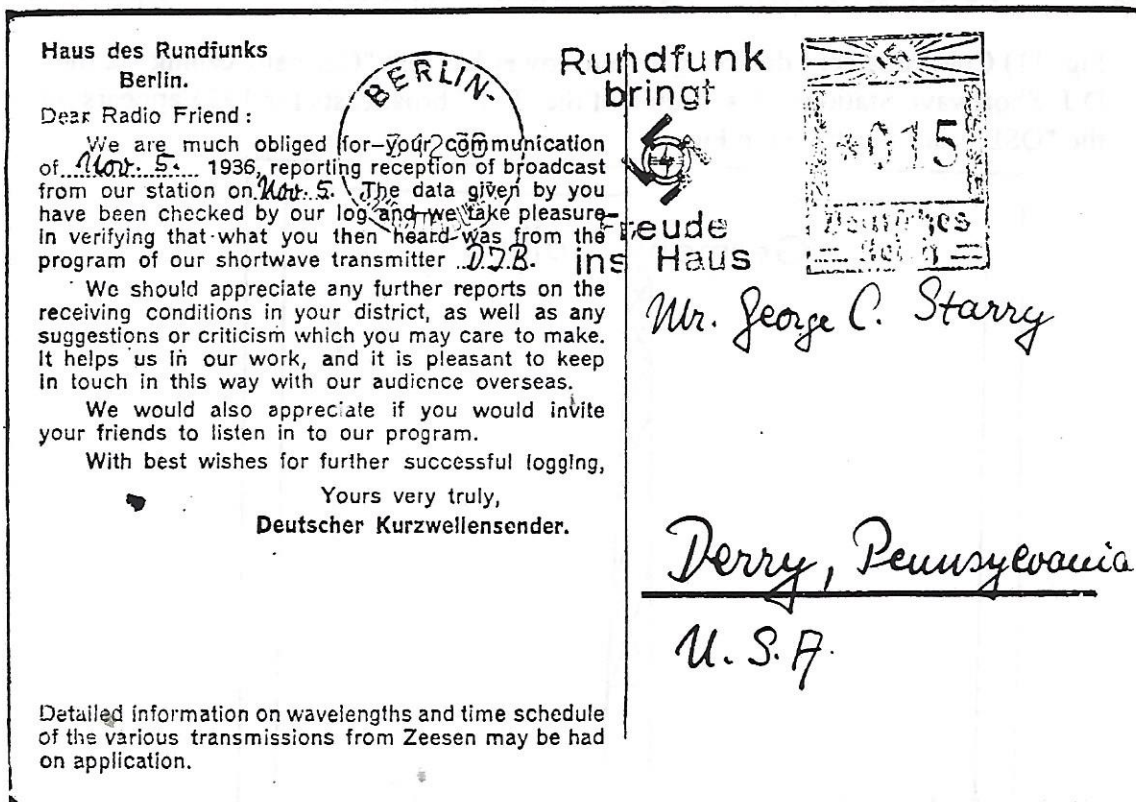 Haus des Rundfunks
Berlin.
Dear Radio Friend :
We are much obliged for your communication
of Nov. 5. 1936, reporting reception of broadcast
from our station on Nov. 5. The data given by you
have been checked by our log and we take pleasure
in verifying that what you then heard was from the
program of our shortwave transmitter D.J.B.
We should appreciate any further reports on the
receiving conditions in your district, as well as any
suggestions or criticism which you may care to make.
It helps us in our work, and it is pleasant to keep
in touch in this way with our audience overseas.
We would also appreciate if you would invite
your friends to listen in to our program.
With best wishes for further successful logging,
Yours very truly,
Deutscher Kurzwellensender.
Detailed information on wavelengths and time schedule
of the various transmissions from Zeesen may be had
on application.
BERLIN-
Rundfunk
bringt
Freude
ins Haus
*015
Deutsches
Reich
Mr. George C. Starry
Derry, Pennsylvania
U. S. A.